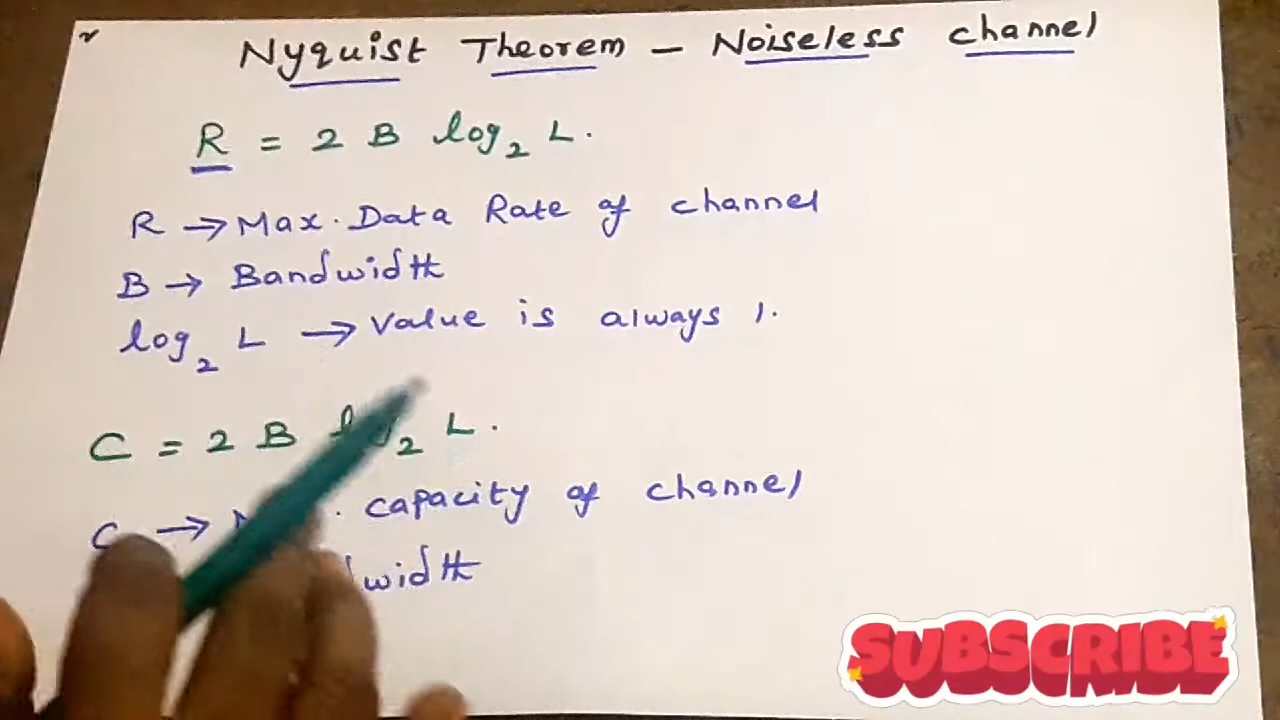 Nyquist Theorem - Noiseless channel
R = 2 B log2 L.
R → Max. Data Rate of channel
B → Bandwidth
log2 L → Value is always 1.
C = 2 B 2 L.
C → . capacity of channel
SUBSCRIBE